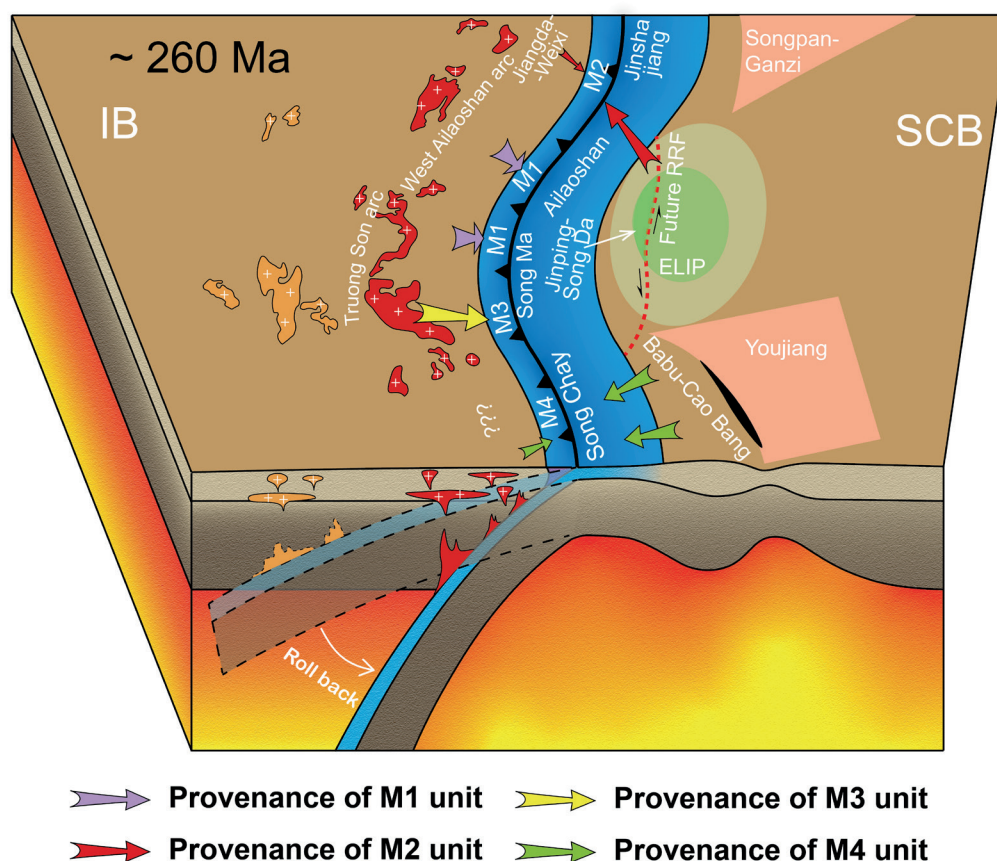 ~ 260 Ma
IB
SCB
Jiangda-
-Weixi
M2
Jinsha
jiang
Songpan-
Ganzi
West Ailaoshan arc
M1
Ailaoshan
Future RRF
Truong Son arc
M1
Song Ma
Jinping-
Song Da
ELIP
M3
Youjiang
Babu-Cao Bang
M4
Song Chay
???
Roll back
Provenance of M1 unit
Provenance of M3 unit
Provenance of M2 unit
Provenance of M4 unit